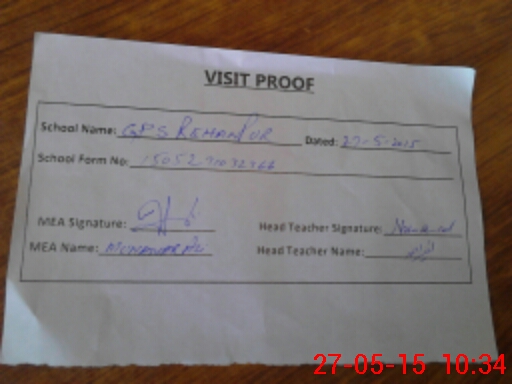 VISIT PROOF
School Name: GPS REHANPUR Dated: 27-5-2015
School Form No:
MEA Signature: Head Teacher Signature:
MEA Name: Head Teacher Name:
27-05-15 10:34